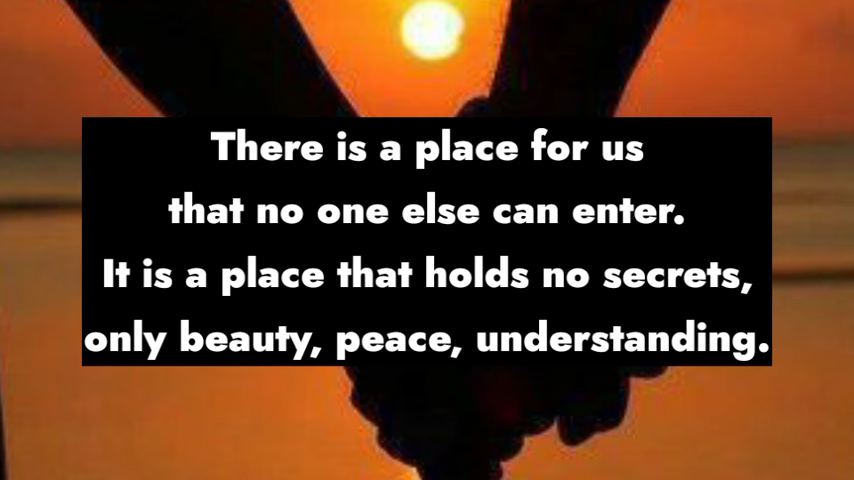 There is a place for us
that no one else can enter.
It is a place that holds no secrets,
only beauty, peace, understanding.